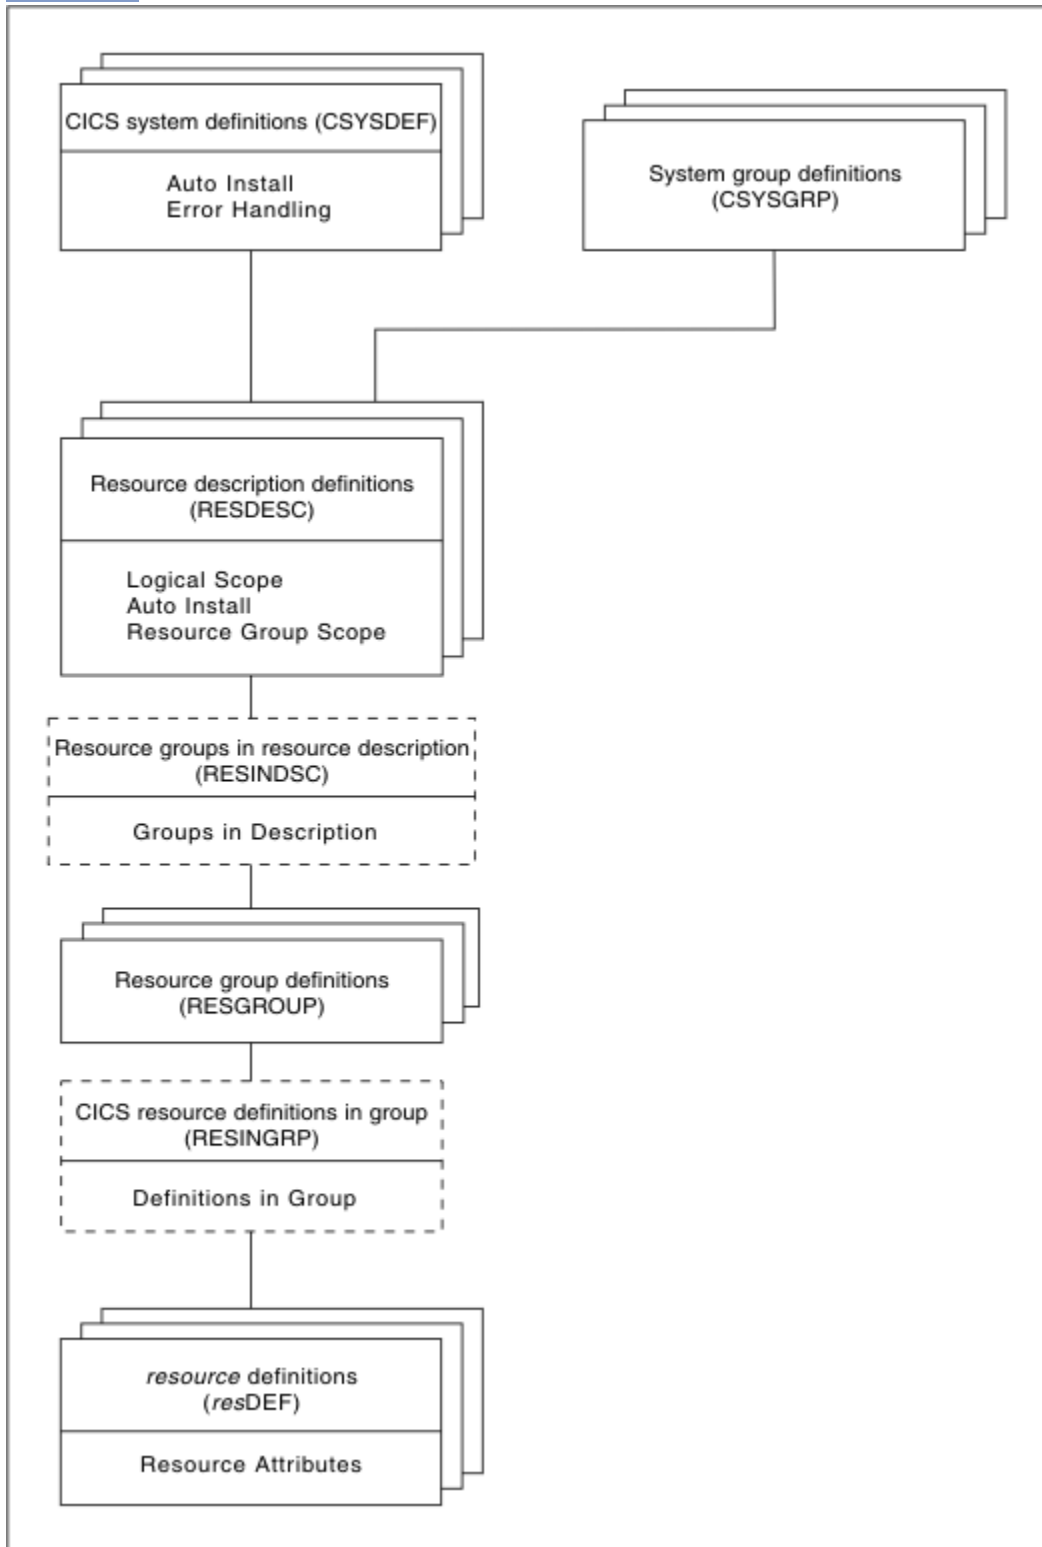 CICS system definitions (CSYSDEF)
Auto Install
Error Handling
System group definitions
(CSYSGRP)
Resource description definitions
(RESDESC)
Logical Scope
Auto Install
Resource Group Scope
Resource groups in resource description
(RESINDSC)
Groups in Description
Resource group definitions
(RESGROUP)
CICS resource definitions in group
(RESINGRP)
Definitions in Group
resource definitions
(resDEF)
Resource Attributes